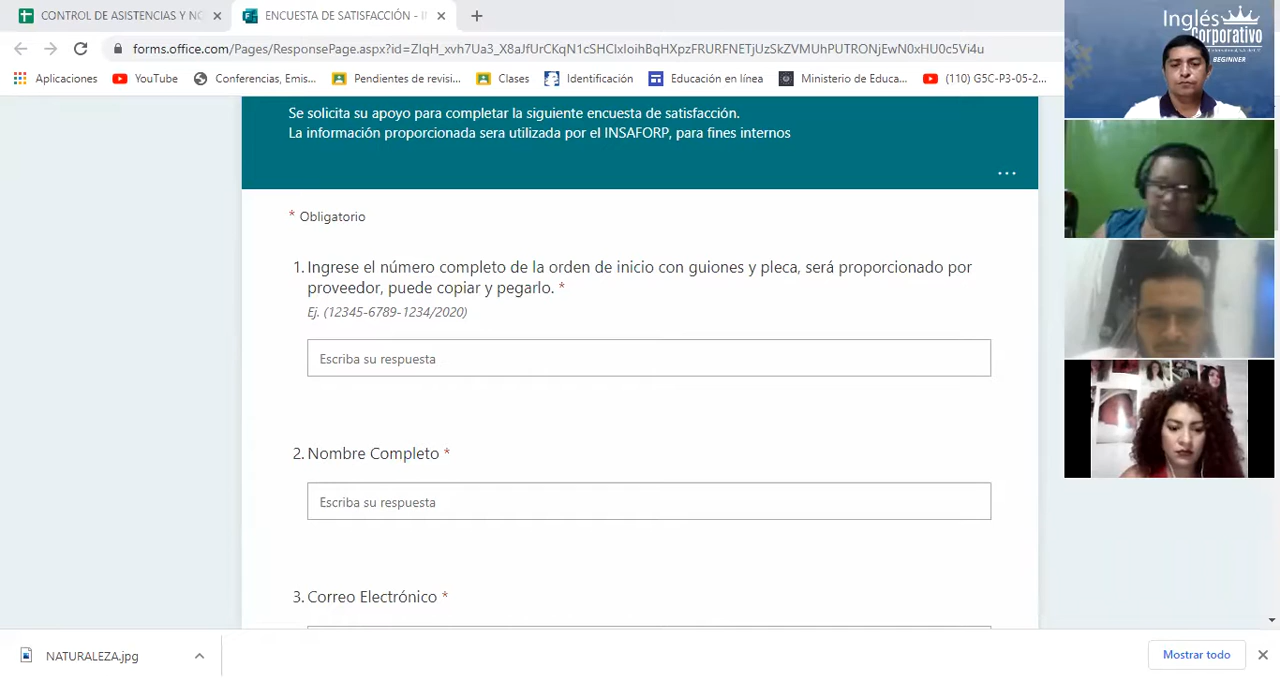 CONTROL DE ASISTENCIAS Y NO
ENCUESTA DE SATISFACCIÓN - I
forms.office.com/Pages/ResponsePage.aspx?id=ZIqH_xvh7Ua3_X8aJfUrCKqN1cSHCIxIoihBqHXpzFRURFNETjUzSkZVMUhPUTRONjEwN0xHU0c5Vi4u
Aplicaciones
YouTube
Conferencias, Emis...
Pendientes de revisi...
Clases
Identificación
Educación en línea
Ministerio de Educa...
(110) G5C-P3-05-2...
Inglés
Corporativo
BEGINNER
Se solicita su apoyo para completar la siguiente encuesta de satisfacción.
La información proporcionada sera utilizada por el INSAFORP, para fines internos
...
* Obligatorio
1. Ingrese el número completo de la orden de inicio con guiones y pleca, será proporcionado por
proveedor, puede copiar y pegarlo. *
Ej. (12345-6789-1234/2020)
Escriba su respuesta
2. Nombre Completo *
Escriba su respuesta
3. Correo Electrónico *
NATURALEZA.jpg
Mostrar todo